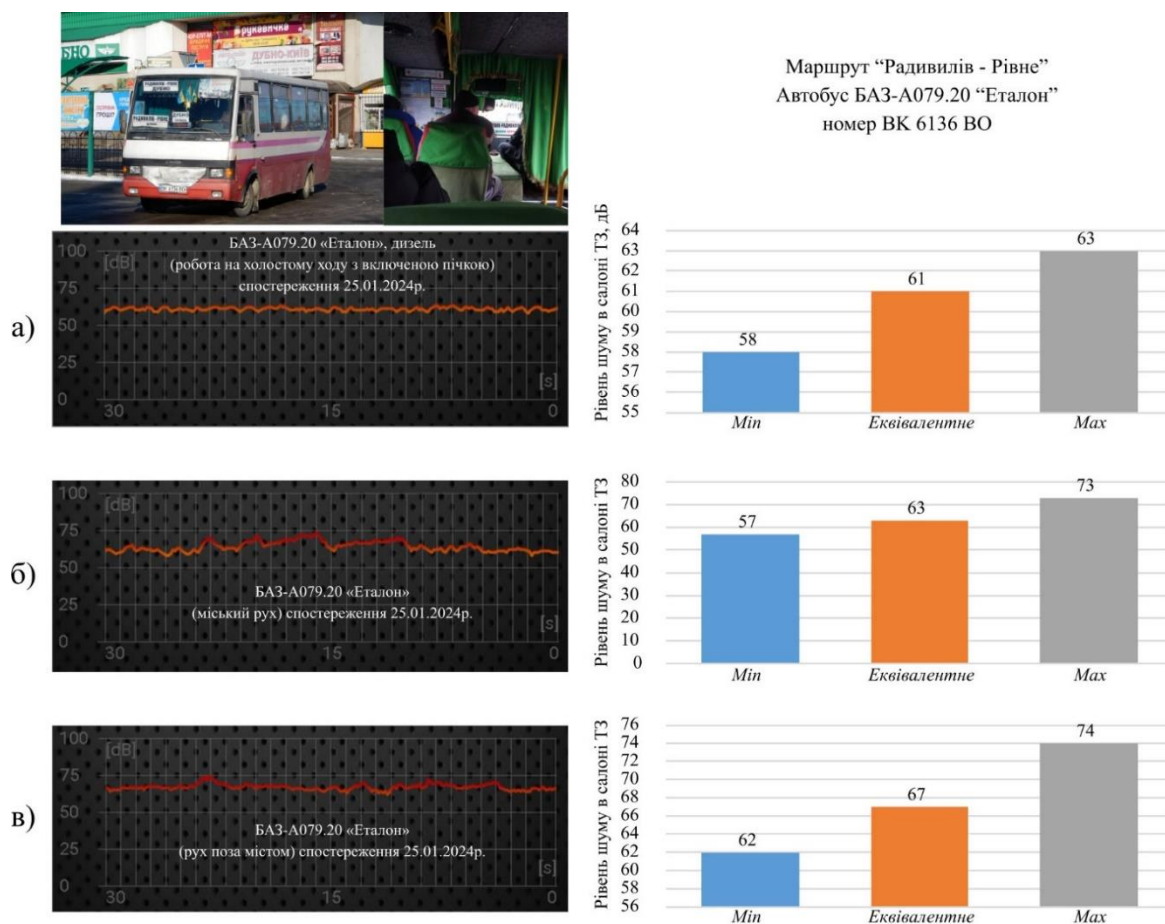 БНО
рукавичка
ДУБНО-КИЇВ
РАДИВИЛІВ - РІВНЕ
ДУБНО
Маршрут “Радивилів - Рівне”
Автобус БАЗ-А079.20 “Еталон”
номер ВК 6136 ВО
а)
БАЗ-А079.20 «Еталон», дизель
(робота на холостому ходу з включеною пічкою)
спостереження 25.01.2024р.
[dB]
100
75
50
25
0
30
15
0
[s]
Рівень шуму в салоні ТЗ, дБ
64
63
62
61
60
59
58
57
56
55
58
61
63
Min
Еквівалентне
Max
б)
[dB]
100
75
50
25
0
БАЗ-А079.20 «Еталон»
(міський рух) спостереження 25.01.2024р.
30
15
0
[s]
Рівень шуму в салоні ТЗ
80
70
60
50
40
30
20
10
0
57
63
73
Min
Еквівалентне
Max
в)
[dB]
100
75
50
25
0
БАЗ-А079.20 «Еталон»
(рух поза містом) спостереження 25.01.2024р.
30
15
0
[s]
Рівень шуму в салоні ТЗ
76
74
72
70
68
66
64
62
60
58
56
62
67
74
Min
Еквівалентне
Max